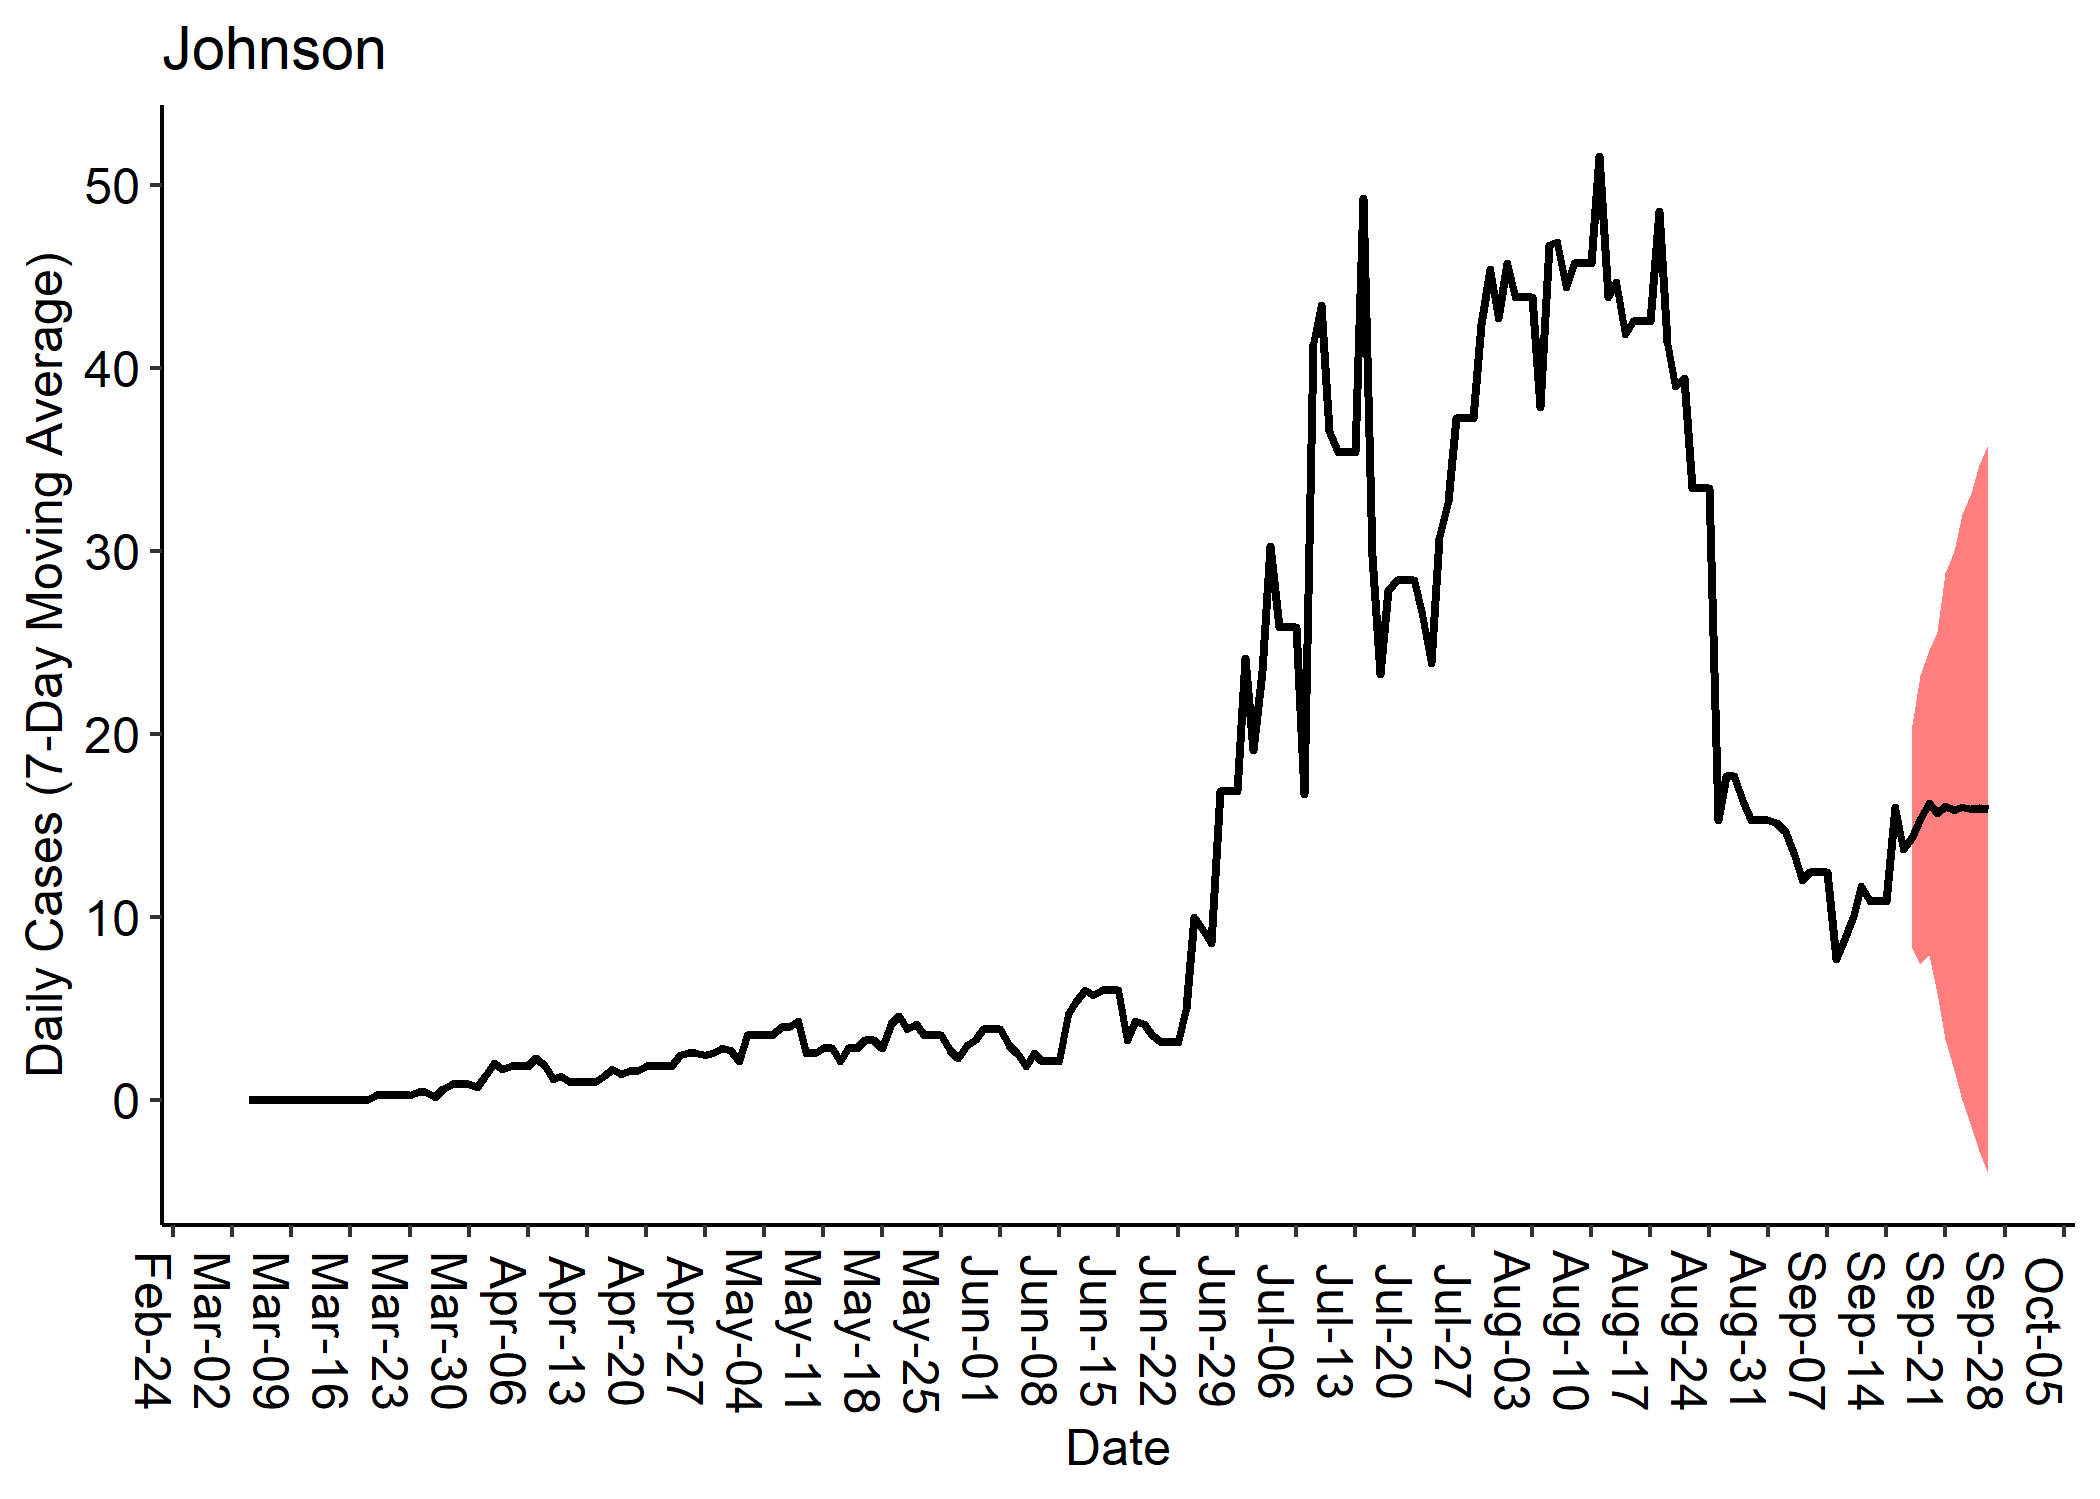 Johnson
Daily Cases (7-Day Moving Average)
50
40
30
20
10
0
Feb-24
Mar-02
Mar-09
Mar-16
Mar-23
Mar-30
Apr-06
Apr-13
Apr-20
Apr-27
May-04
May-11
May-18
May-25
Jun-01
Jun-08
Jun-15
Jun-22
Jun-29
Jul-06
Jul-13
Jul-20
Jul-27
Aug-03
Aug-10
Aug-17
Aug-24
Aug-31
Sep-07
Sep-14
Sep-21
Sep-28
Oct-05
Date